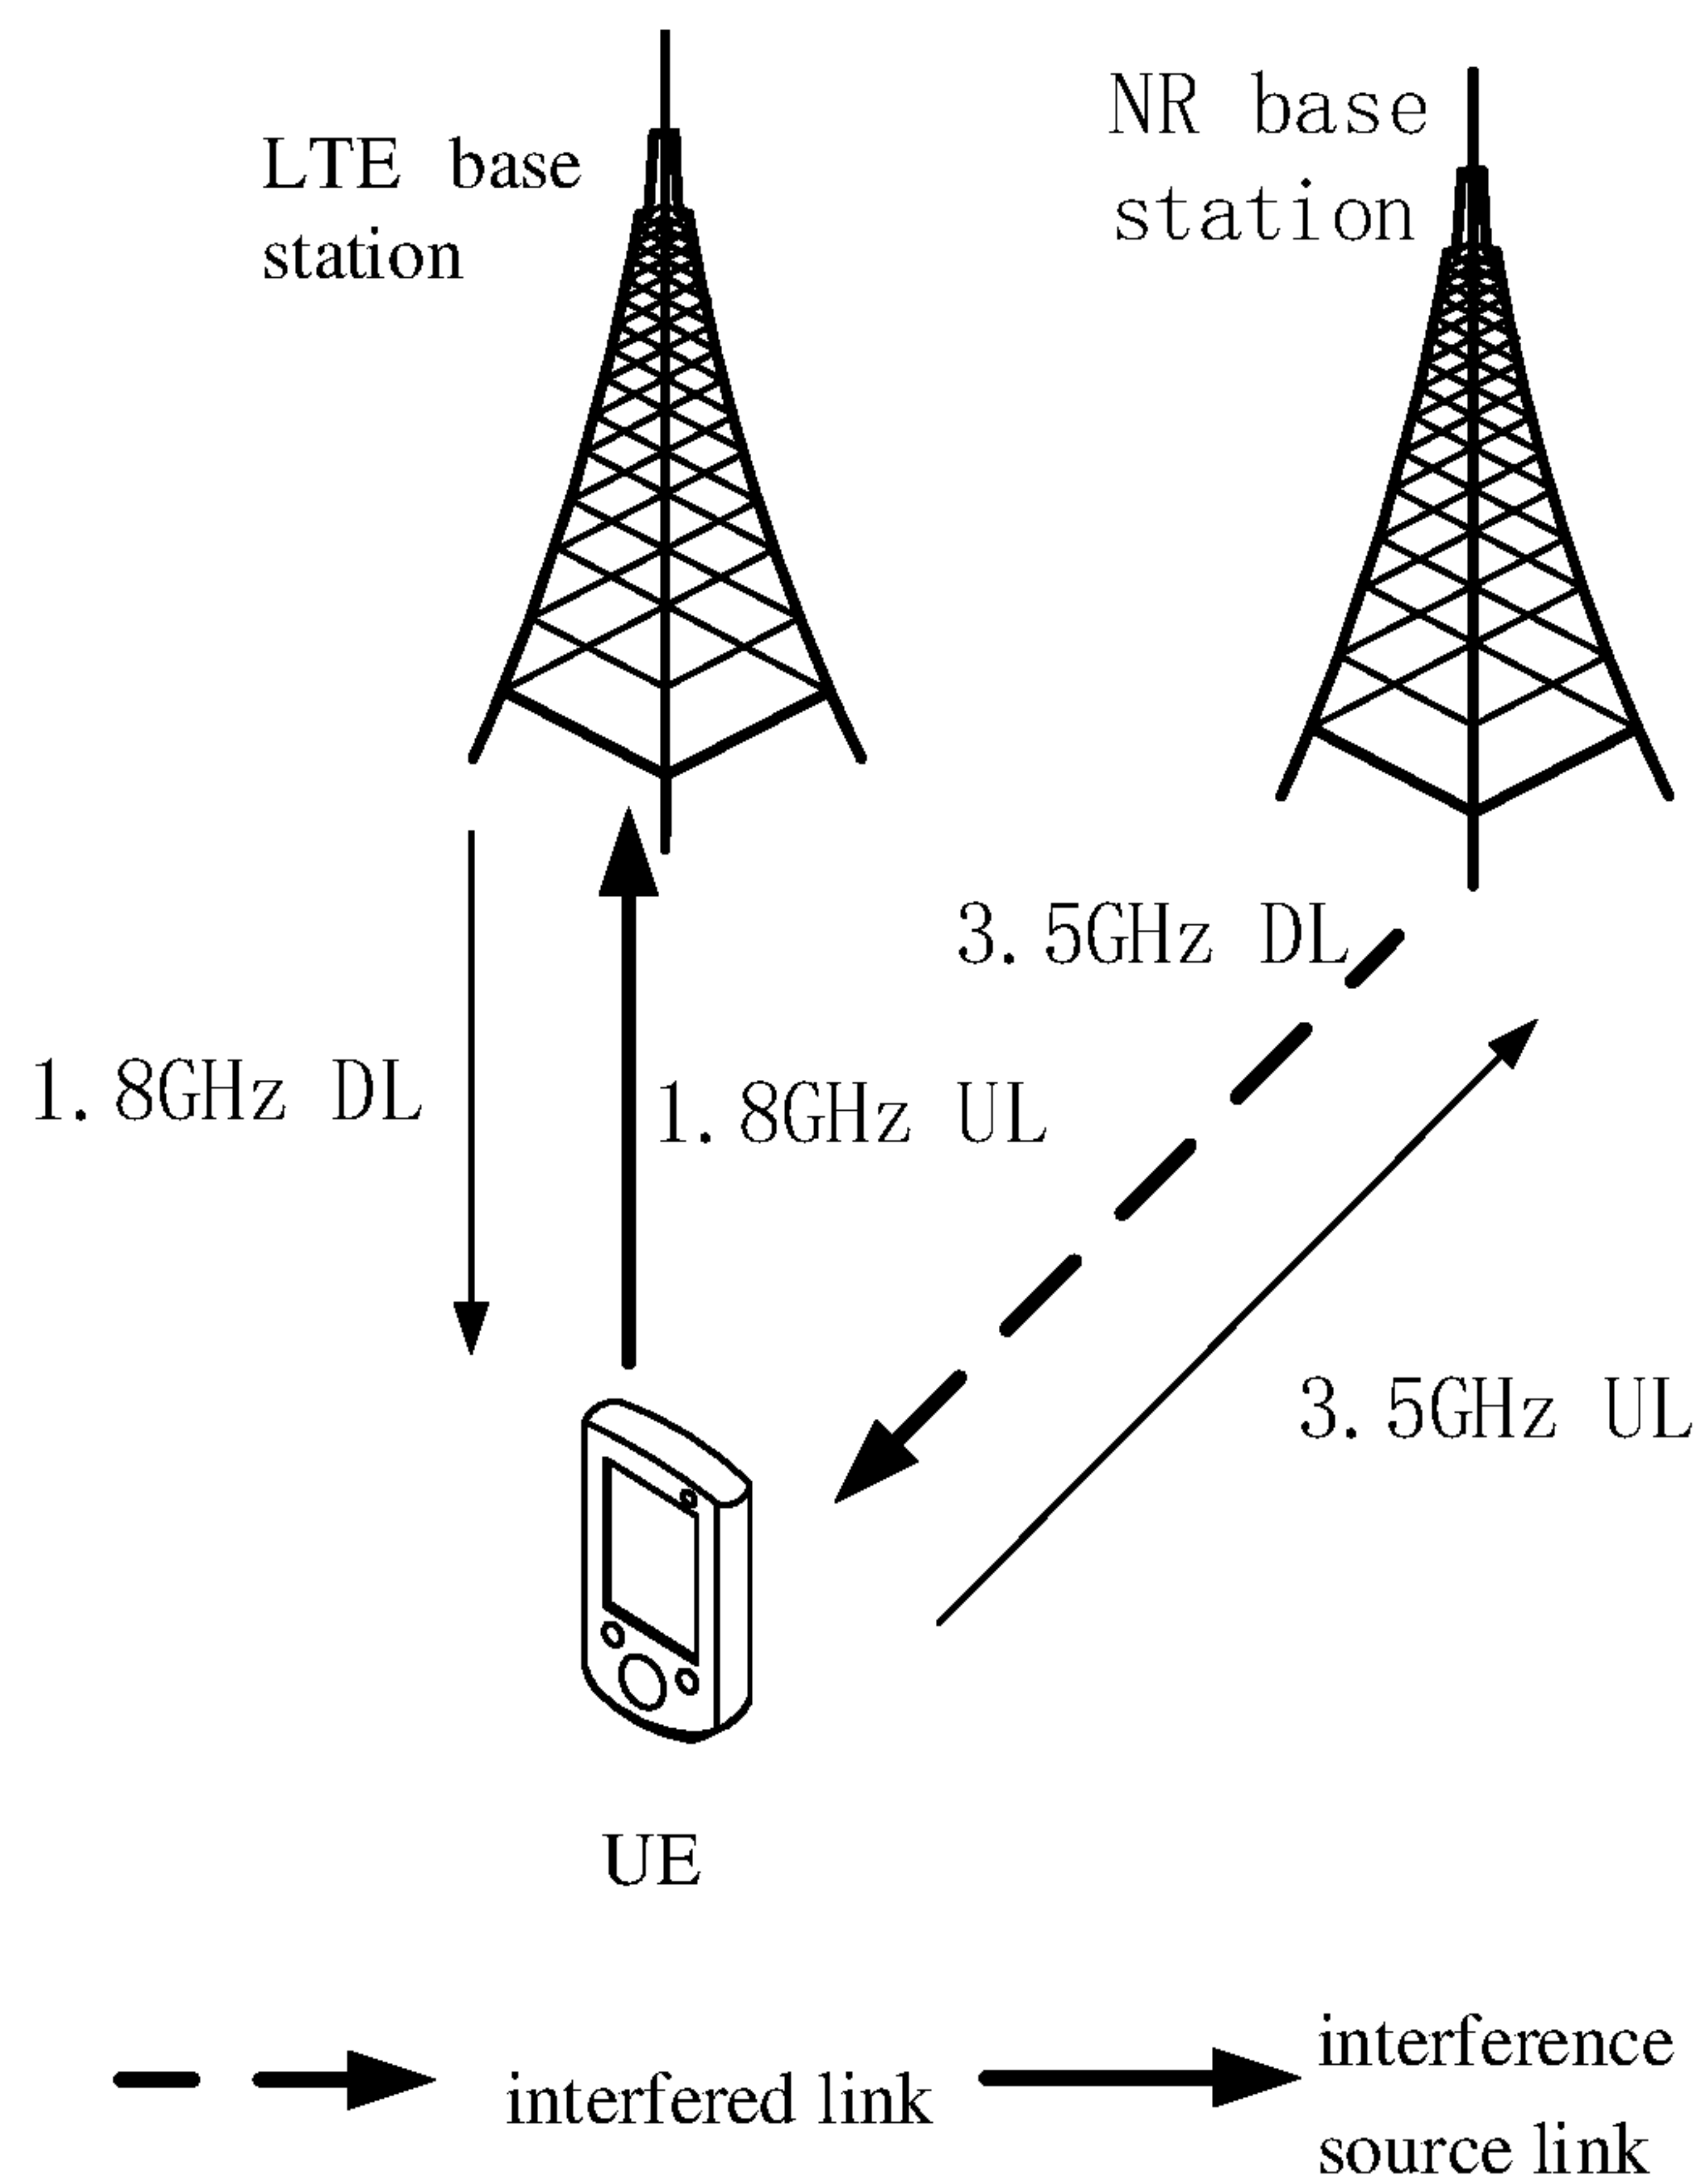 LTE base
station
NR base
station
3.5GHz DL
1.8GHz DL
1.8GHz UL
3.5GHz UL
UE
interfered link
interference
source link